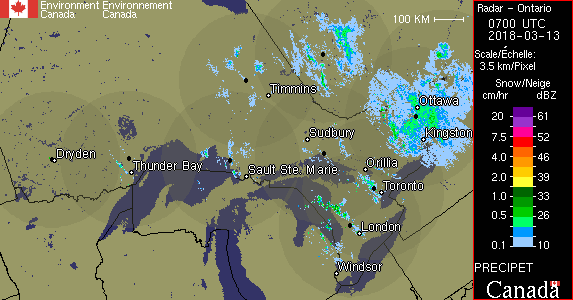 Environment Environnement
Canada Canada
100 KM
Radar - Ontario
0700 UTC
2018-03-13
Scale/Échelle:
3.5 km/Pixel
Snow/Neige
cm/hr dBZ
20 61
7.5 52
4.0 46
2.0 39
1.0 33
0.5 26
0.1 10
PRECIPET
Canada
Timmins
Ottawa
Sudbury
Kingston
Dryden
Thunder Bay
Sault Ste. Marie
Orillia
Toronto
London
Windsor